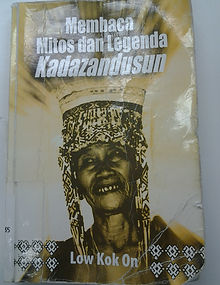 Membaca
Mitos dan Legenda
Kadazandusun
Low Kok On